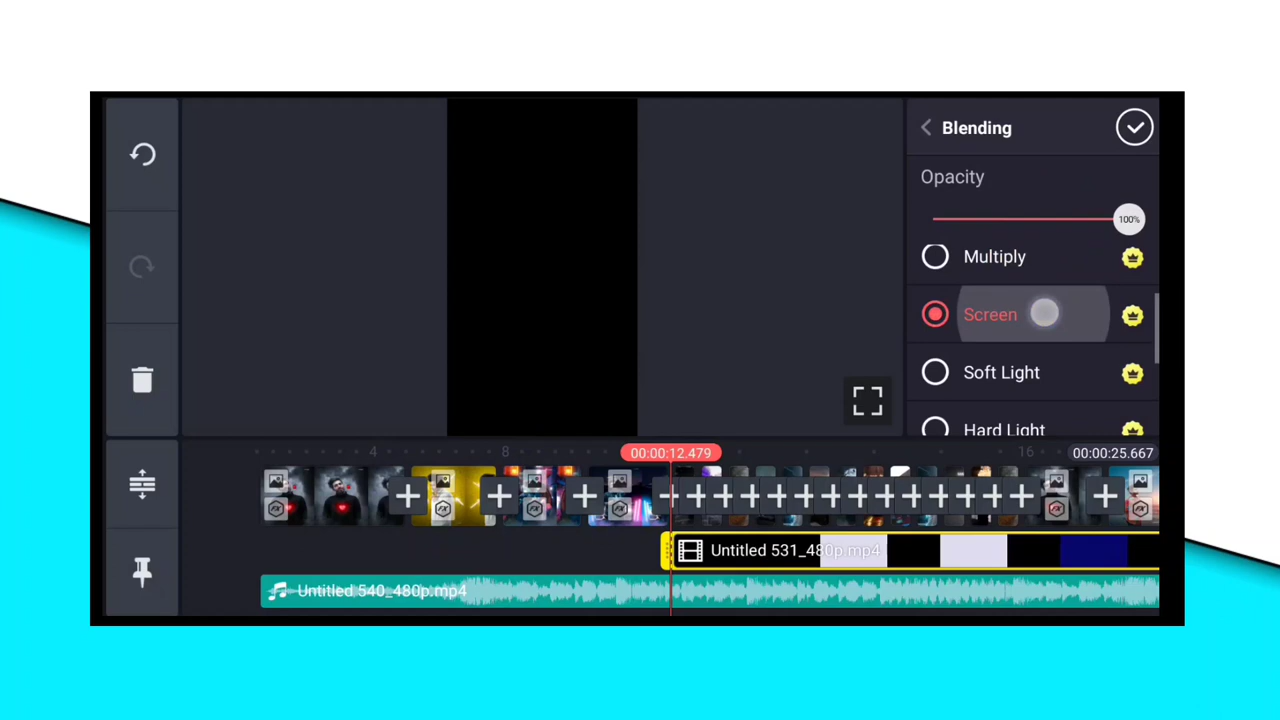 Blending
Opacity
100%
Multiply
Screen
Soft Light
Hard Light
4
8
00:00:12.479
16
00:00:25.667
Untitled 531_480p.mp4
Untitled 540_480p.mp4